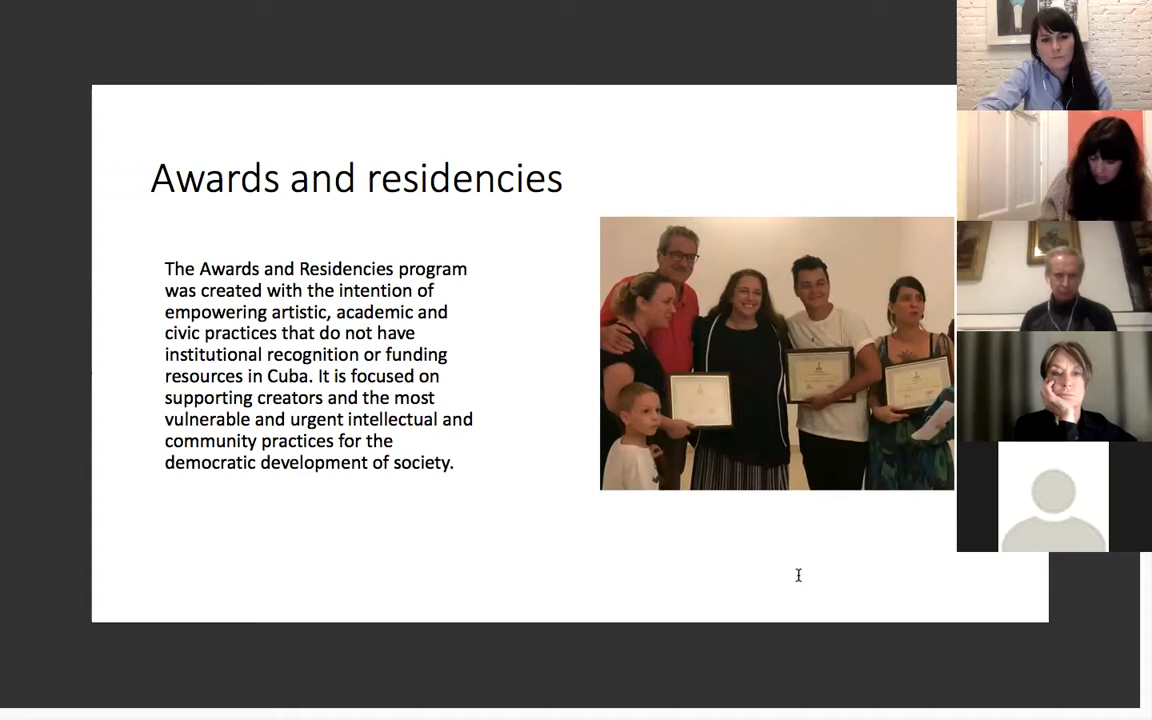 Awards and residencies
The Awards and Residencies program
was created with the intention of
empowering artistic, academic and
civic practices that do not have
institutional recognition or funding
resources in Cuba. It is focused on
supporting creators and the most
vulnerable and urgent intellectual and
community practices for the
democratic development of society.